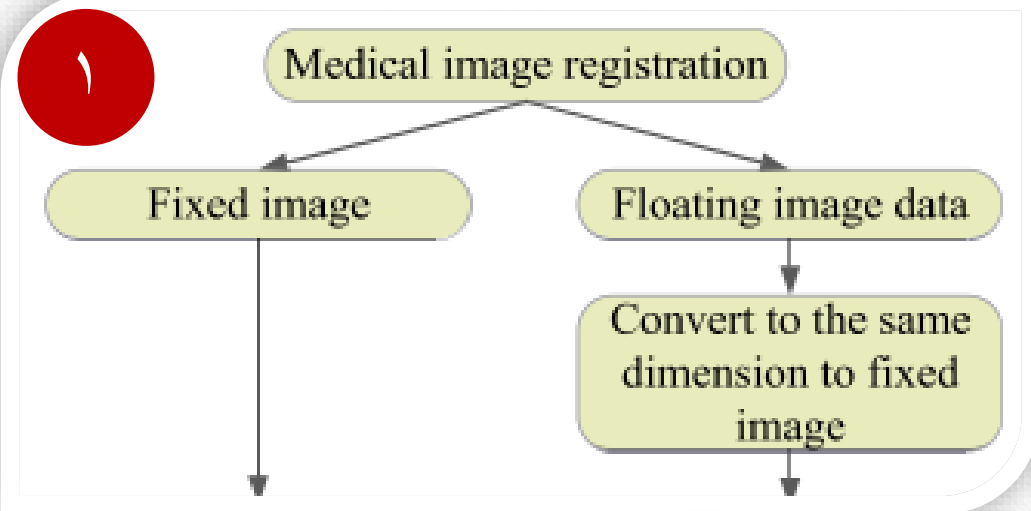 ١
Medical image registration
Fixed image
Floating image data
Convert to the same
dimension to fixed
image